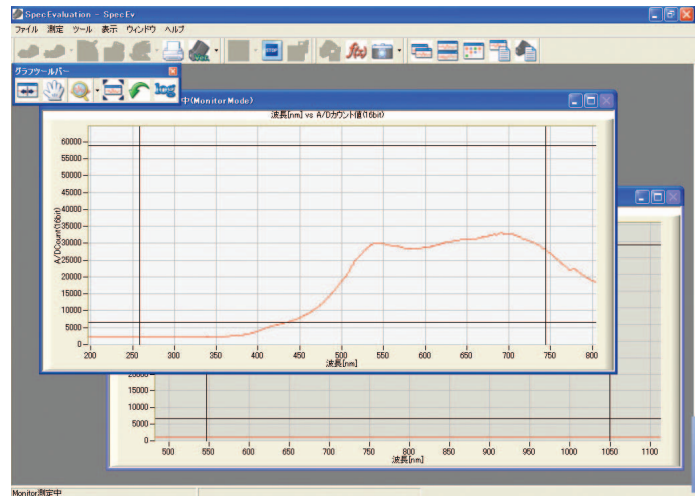 SpecEvaluation - SpecEv
ファイル 測定 ツール 表示 ウィンドウ ヘルプ
STOP
f(x)
グラフツールバー
log
中(MonitorMode)
波長[nm] vs A/Dカウント値(16bit)
A/DCount(16bit)
60000
55000
50000
45000
40000
35000
30000
25000
20000
15000
10000
5000
0
200 250 300 350 400 450 500 550 600 650 700 750 800
波長[nm]
20000
15000
10000
5000
0
500 550 600 650 700 750 800 850 900 950 1000 1050 1100
波長[nm]
Monitor測定中